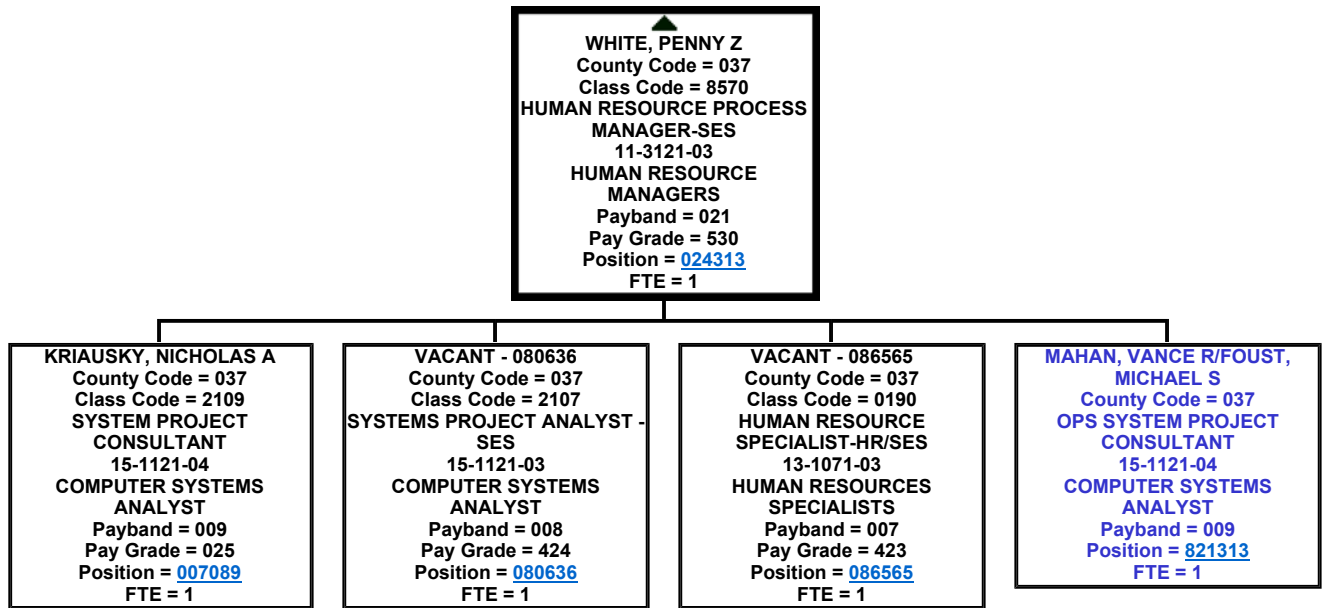 WHITE, PENNY Z
County Code = 037
Class Code = 8570
HUMAN RESOURCE PROCESS
MANAGER-SES
11-3121-03
HUMAN RESOURCE
MANAGERS
Payband = 021
Pay Grade = 530
Position = 024313
FTE = 1
KRIAUSKY, NICHOLAS A
County Code = 037
Class Code = 2109
SYSTEM PROJECT
CONSULTANT
15-1121-04
COMPUTER SYSTEMS
ANALYST
Payband = 009
Pay Grade = 025
Position = 007089
FTE = 1
VACANT - 080636
County Code = 037
Class Code = 2107
SYSTEMS PROJECT ANALYST -
SES
15-1121-03
COMPUTER SYSTEMS
ANALYST
Payband = 008
Pay Grade = 424
Position = 080636
FTE = 1
VACANT - 086565
County Code = 037
Class Code = 0190
HUMAN RESOURCE
SPECIALIST-HR/SES
13-1071-03
HUMAN RESOURCES
SPECIALISTS
Payband = 007
Pay Grade = 423
Position = 086565
FTE = 1
MAHAN, VANCE R/FOUST,
MICHAEL S
County Code = 037
OPS SYSTEM PROJECT
CONSULTANT
15-1121-04
COMPUTER SYSTEMS
ANALYST
Payband = 009
Position = 821313
FTE = 1